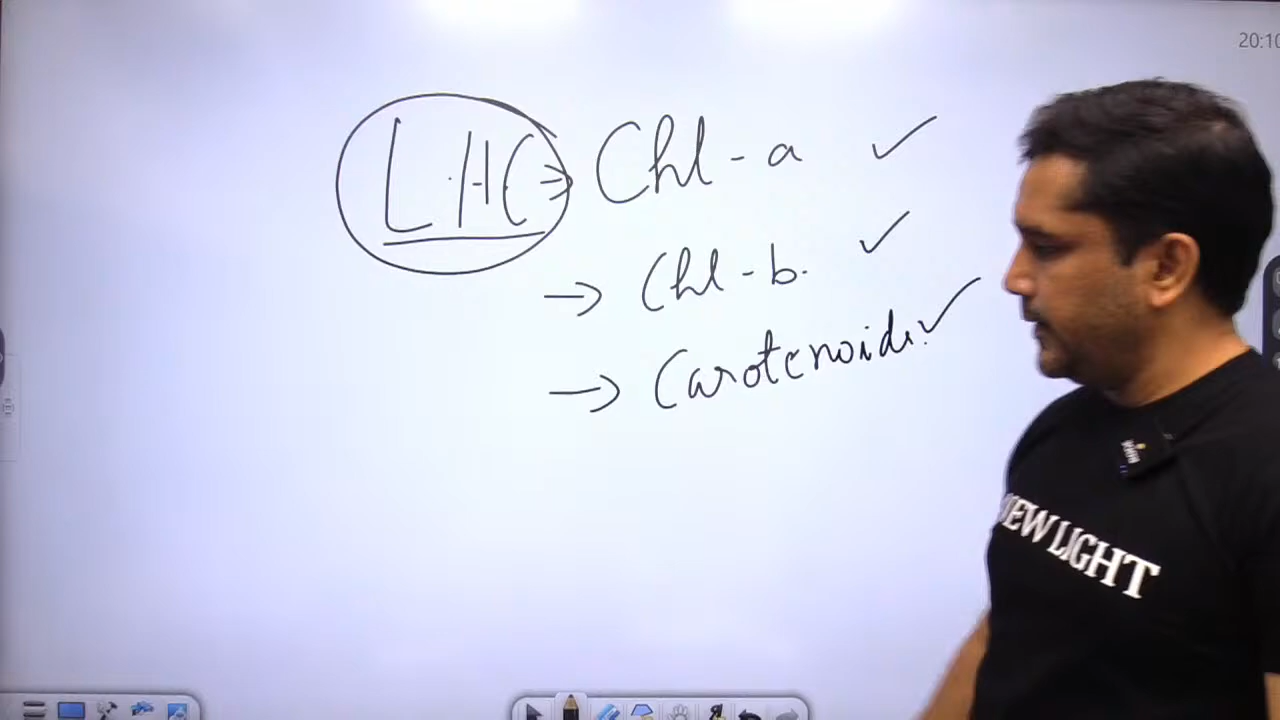 20:10
LHC ⇒ Chl - a ✓
→ Chl - b. ✓
→ Carotenoids. ✓
NEW LIGHT